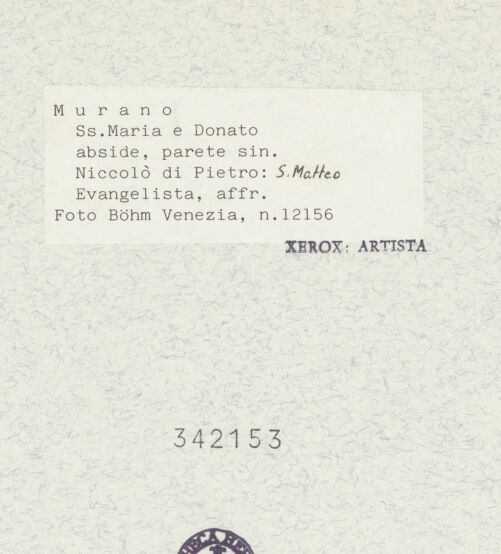 M u r a n o
Ss.Maria e Donato
abside, parete sin.
Niccolò di Pietro: S. Matteo
Evangelista, affr.
Foto Böhm Venezia, n.12156
XEROX: ARTISTA
342153